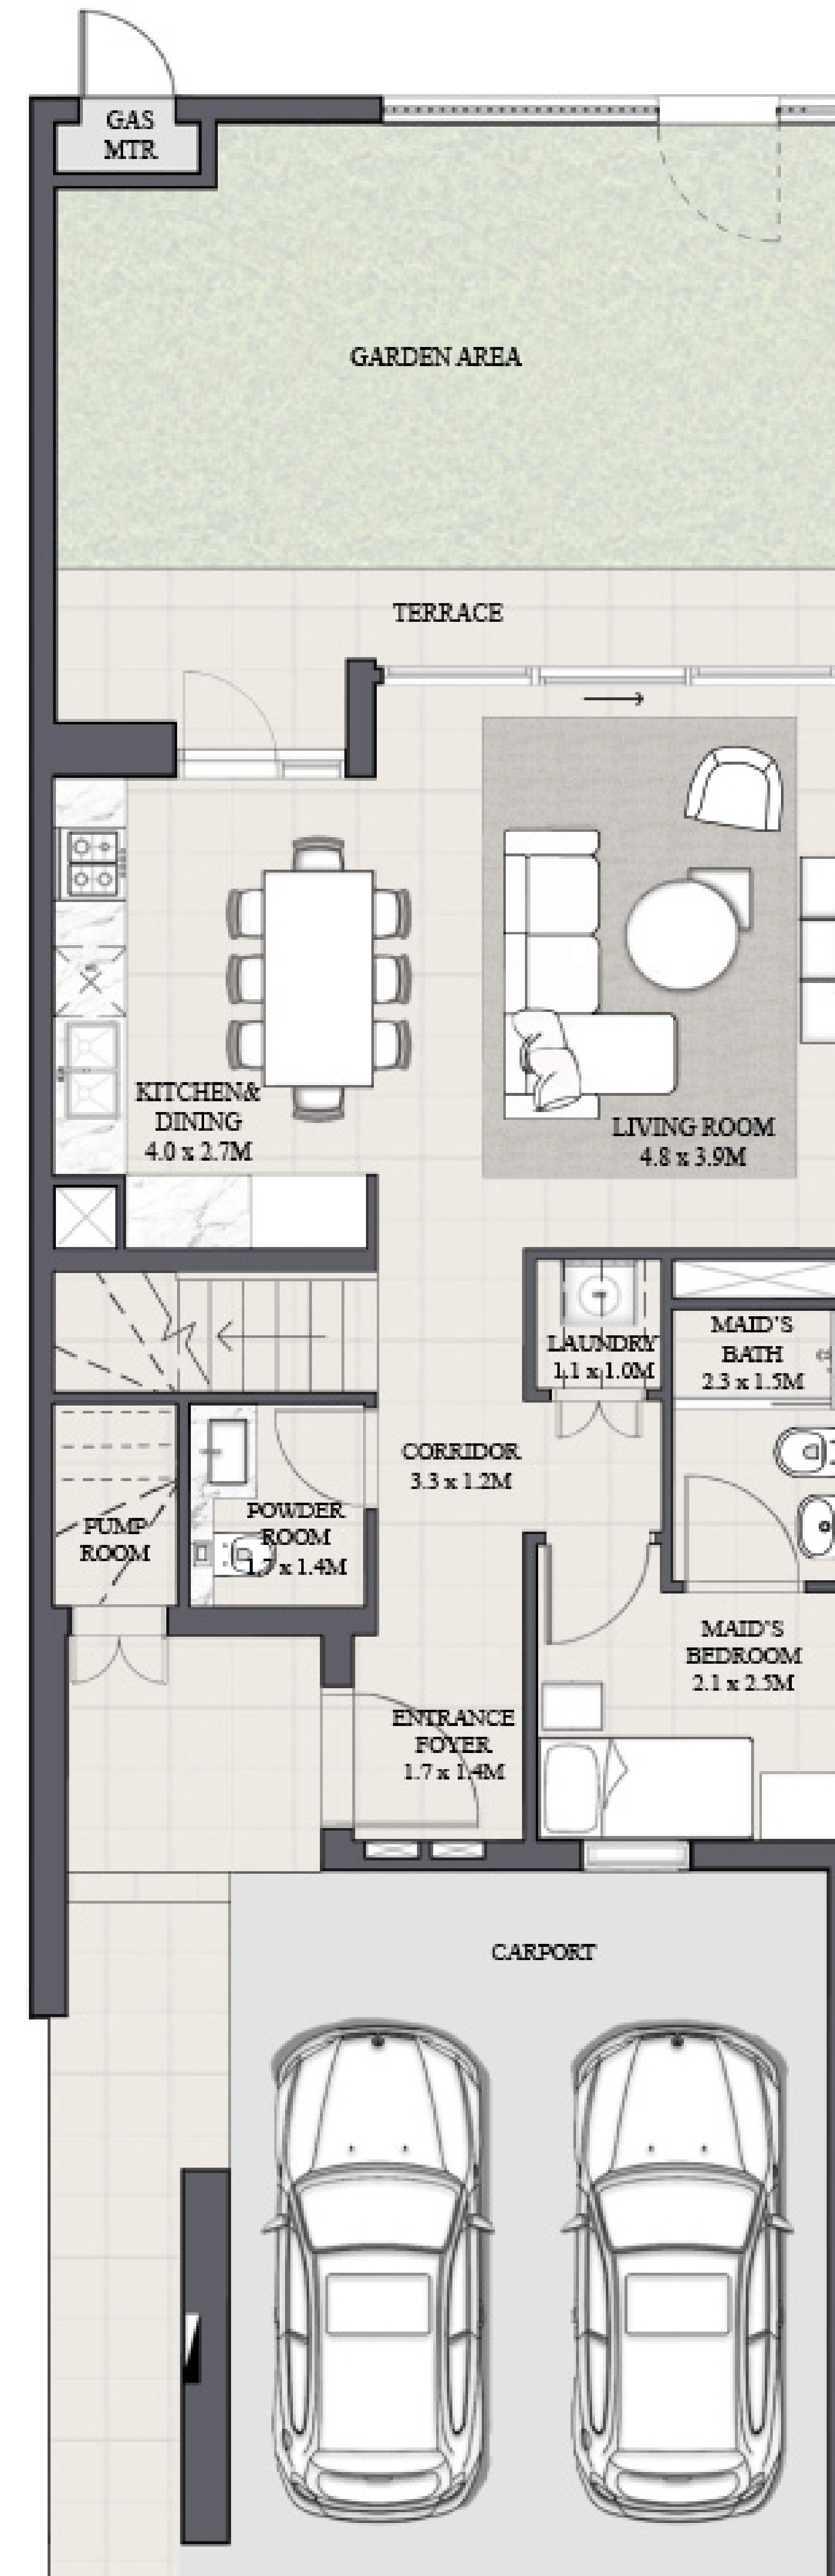 GAS
MTR
GARDEN AREA
TERRACE
KITCHEN&
DINING
4.0 x 2.7M
LIVING ROOM
4.8 x 3.9M
LAUNDRY
1.1 x 1.0M
MAID'S
BATH
2.3 x 1.5M
CORRIDOR
3.3 x 1.2M
POWDER
ROOM
x 1.4M
PUMP
ROOM
MAID'S
BEDROOM
2.1 x 2.5M
ENTRANCE
FOYER
1.7 x 1.4M
CARPORT